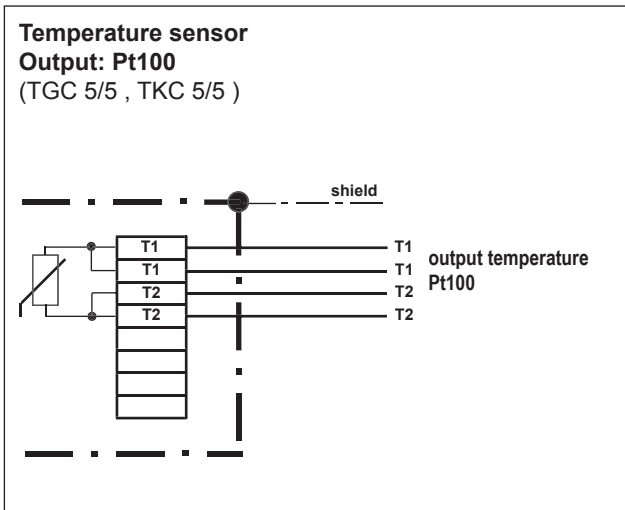 Temperature sensor
Output: Pt100
(TGC 5/5 , TKC 5/5 )
shield
T1 T1
T1 T1
T2 T2
T2 T2
output temperature
Pt100